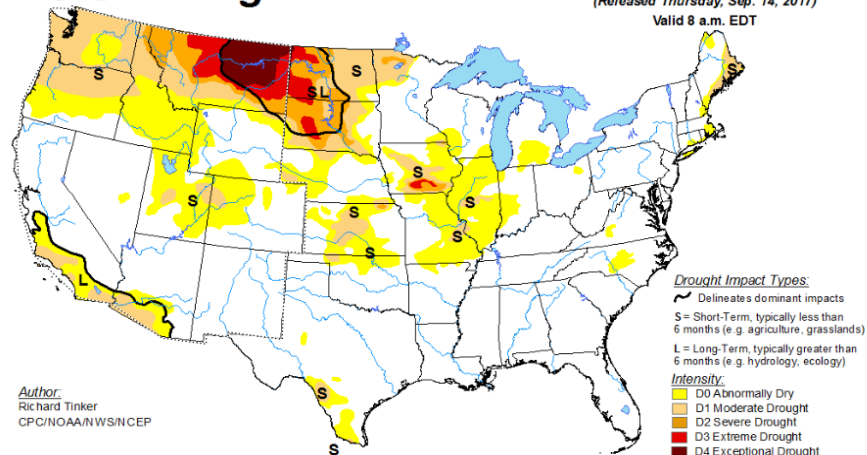 (Released Thursday, Sep. 14, 2017)
Valid 8 a.m. EDT
S
S
S
SL
S
S
S
S
S
S
S
L
S
S
Drought Impact Types:
Delineates dominant impacts
S = Short-Term, typically less than
6 months (e.g. agriculture, grasslands)
L = Long-Term, typically greater than
6 months (e.g. hydrology, ecology)
Intensity:
D0 Abnormally Dry
D1 Moderate Drought
D2 Severe Drought
D3 Extreme Drought
D4 Exceptional Drought
Author:
Richard Tinker
CPC/NOAA/NWS/NCEP